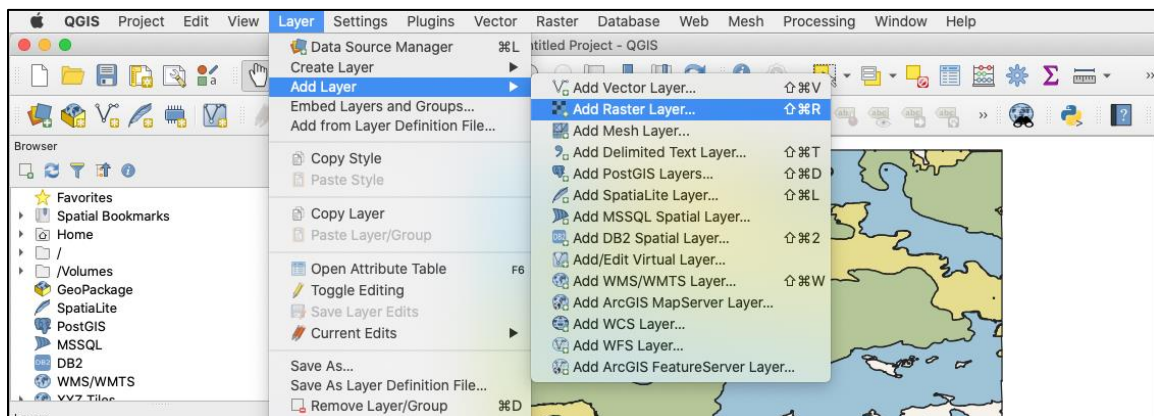 QGIS Project Edit View Layer Settings Plugins Vector Raster Database Web Mesh Processing Window Help
Untitled Project - QGIS
Data Source Manager ⌘L
Create Layer
Add Layer
Embed Layers and Groups...
Add from Layer Definition File...
Copy Style
Paste Style
Copy Layer
Paste Layer/Group
Open Attribute Table F6
Toggle Editing
Save Layer Edits
Current Edits
Save As...
Save As Layer Definition File...
Remove Layer/Group ⌘D
Add Vector Layer... ⇧⌘V
Add Raster Layer... ⇧⌘R
Add Mesh Layer...
Add Delimited Text Layer... ⇧⌘T
Add PostGIS Layers... ⇧⌘D
Add SpatiaLite Layer... ⇧⌘L
Add MSSQL Spatial Layer...
Add DB2 Spatial Layer... ⇧⌘2
Add/Edit Virtual Layer...
Add WMS/WMTS Layer... ⇧⌘W
Add ArcGIS MapServer Layer...
Add WCS Layer...
Add WFS Layer...
Add ArcGIS FeatureServer Layer...
Browser
Favorites
Spatial Bookmarks
Home
/
/Volumes
GeoPackage
SpatiaLite
PostGIS
MSSQL
DB2
WMS/WMTS
XYZ Tiles